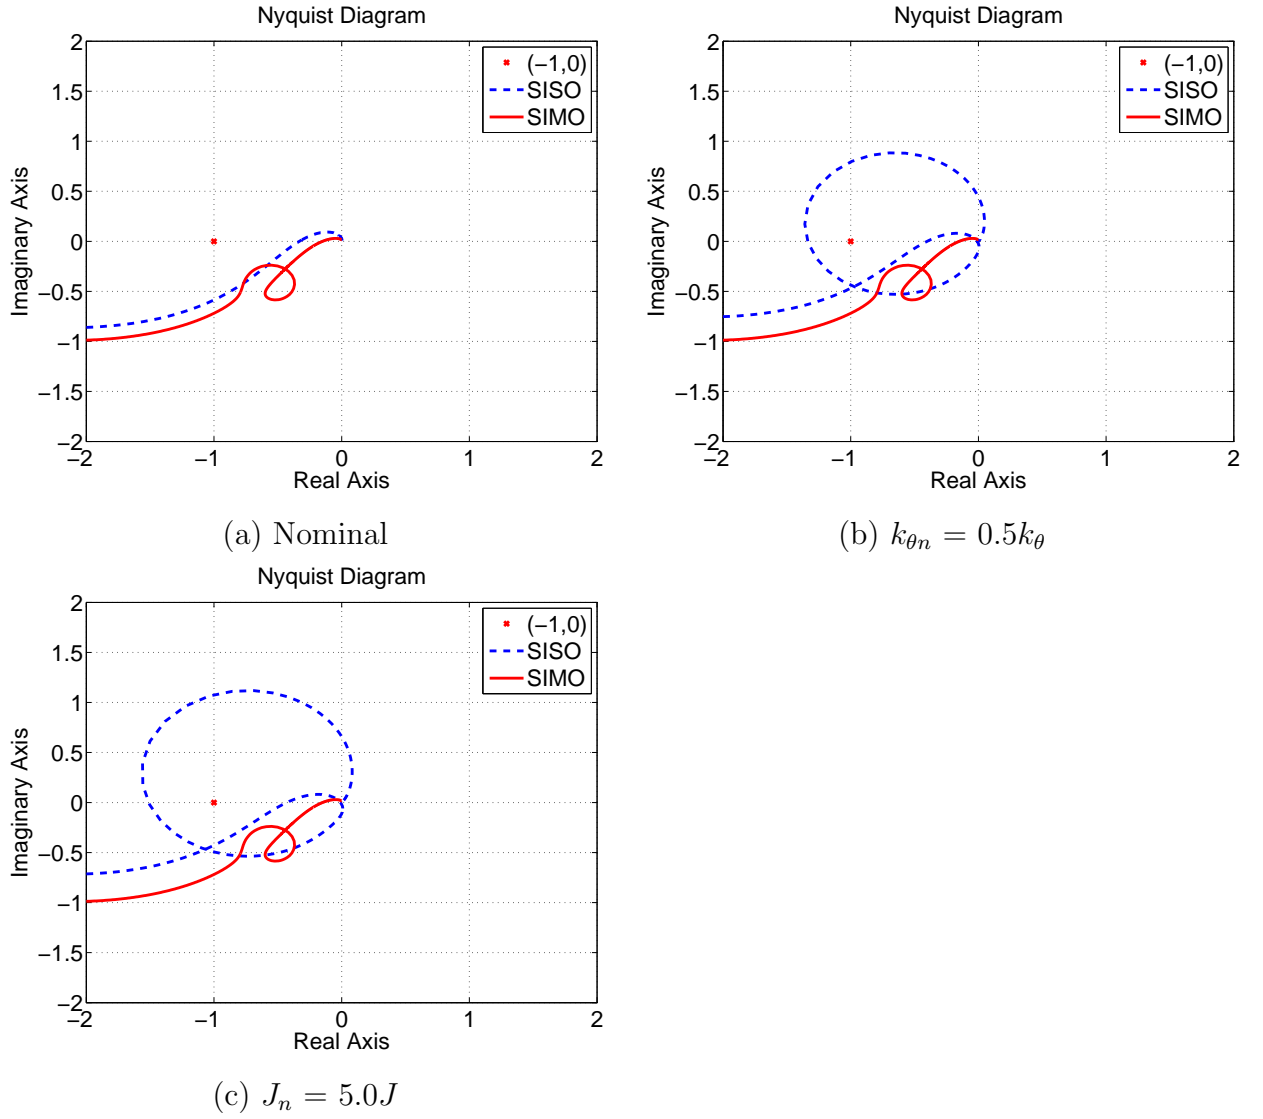 Nyquist Diagram
2
1.5
1
0.5
0
−0.5
−1
−1.5
−2
−2
−1
0
1
2
Imaginary Axis
Real Axis
(−1,0)
SISO
SIMO
(a) Nominal
Nyquist Diagram
2
1.5
1
0.5
0
−0.5
−1
−1.5
−2
−2
−1
0
1
2
Imaginary Axis
Real Axis
(−1,0)
SISO
SIMO
(b) kθn = 0.5kθ
Nyquist Diagram
2
1.5
1
0.5
0
−0.5
−1
−1.5
−2
−2
−1
0
1
2
Imaginary Axis
Real Axis
(−1,0)
SISO
SIMO
(c) Jn = 5.0J